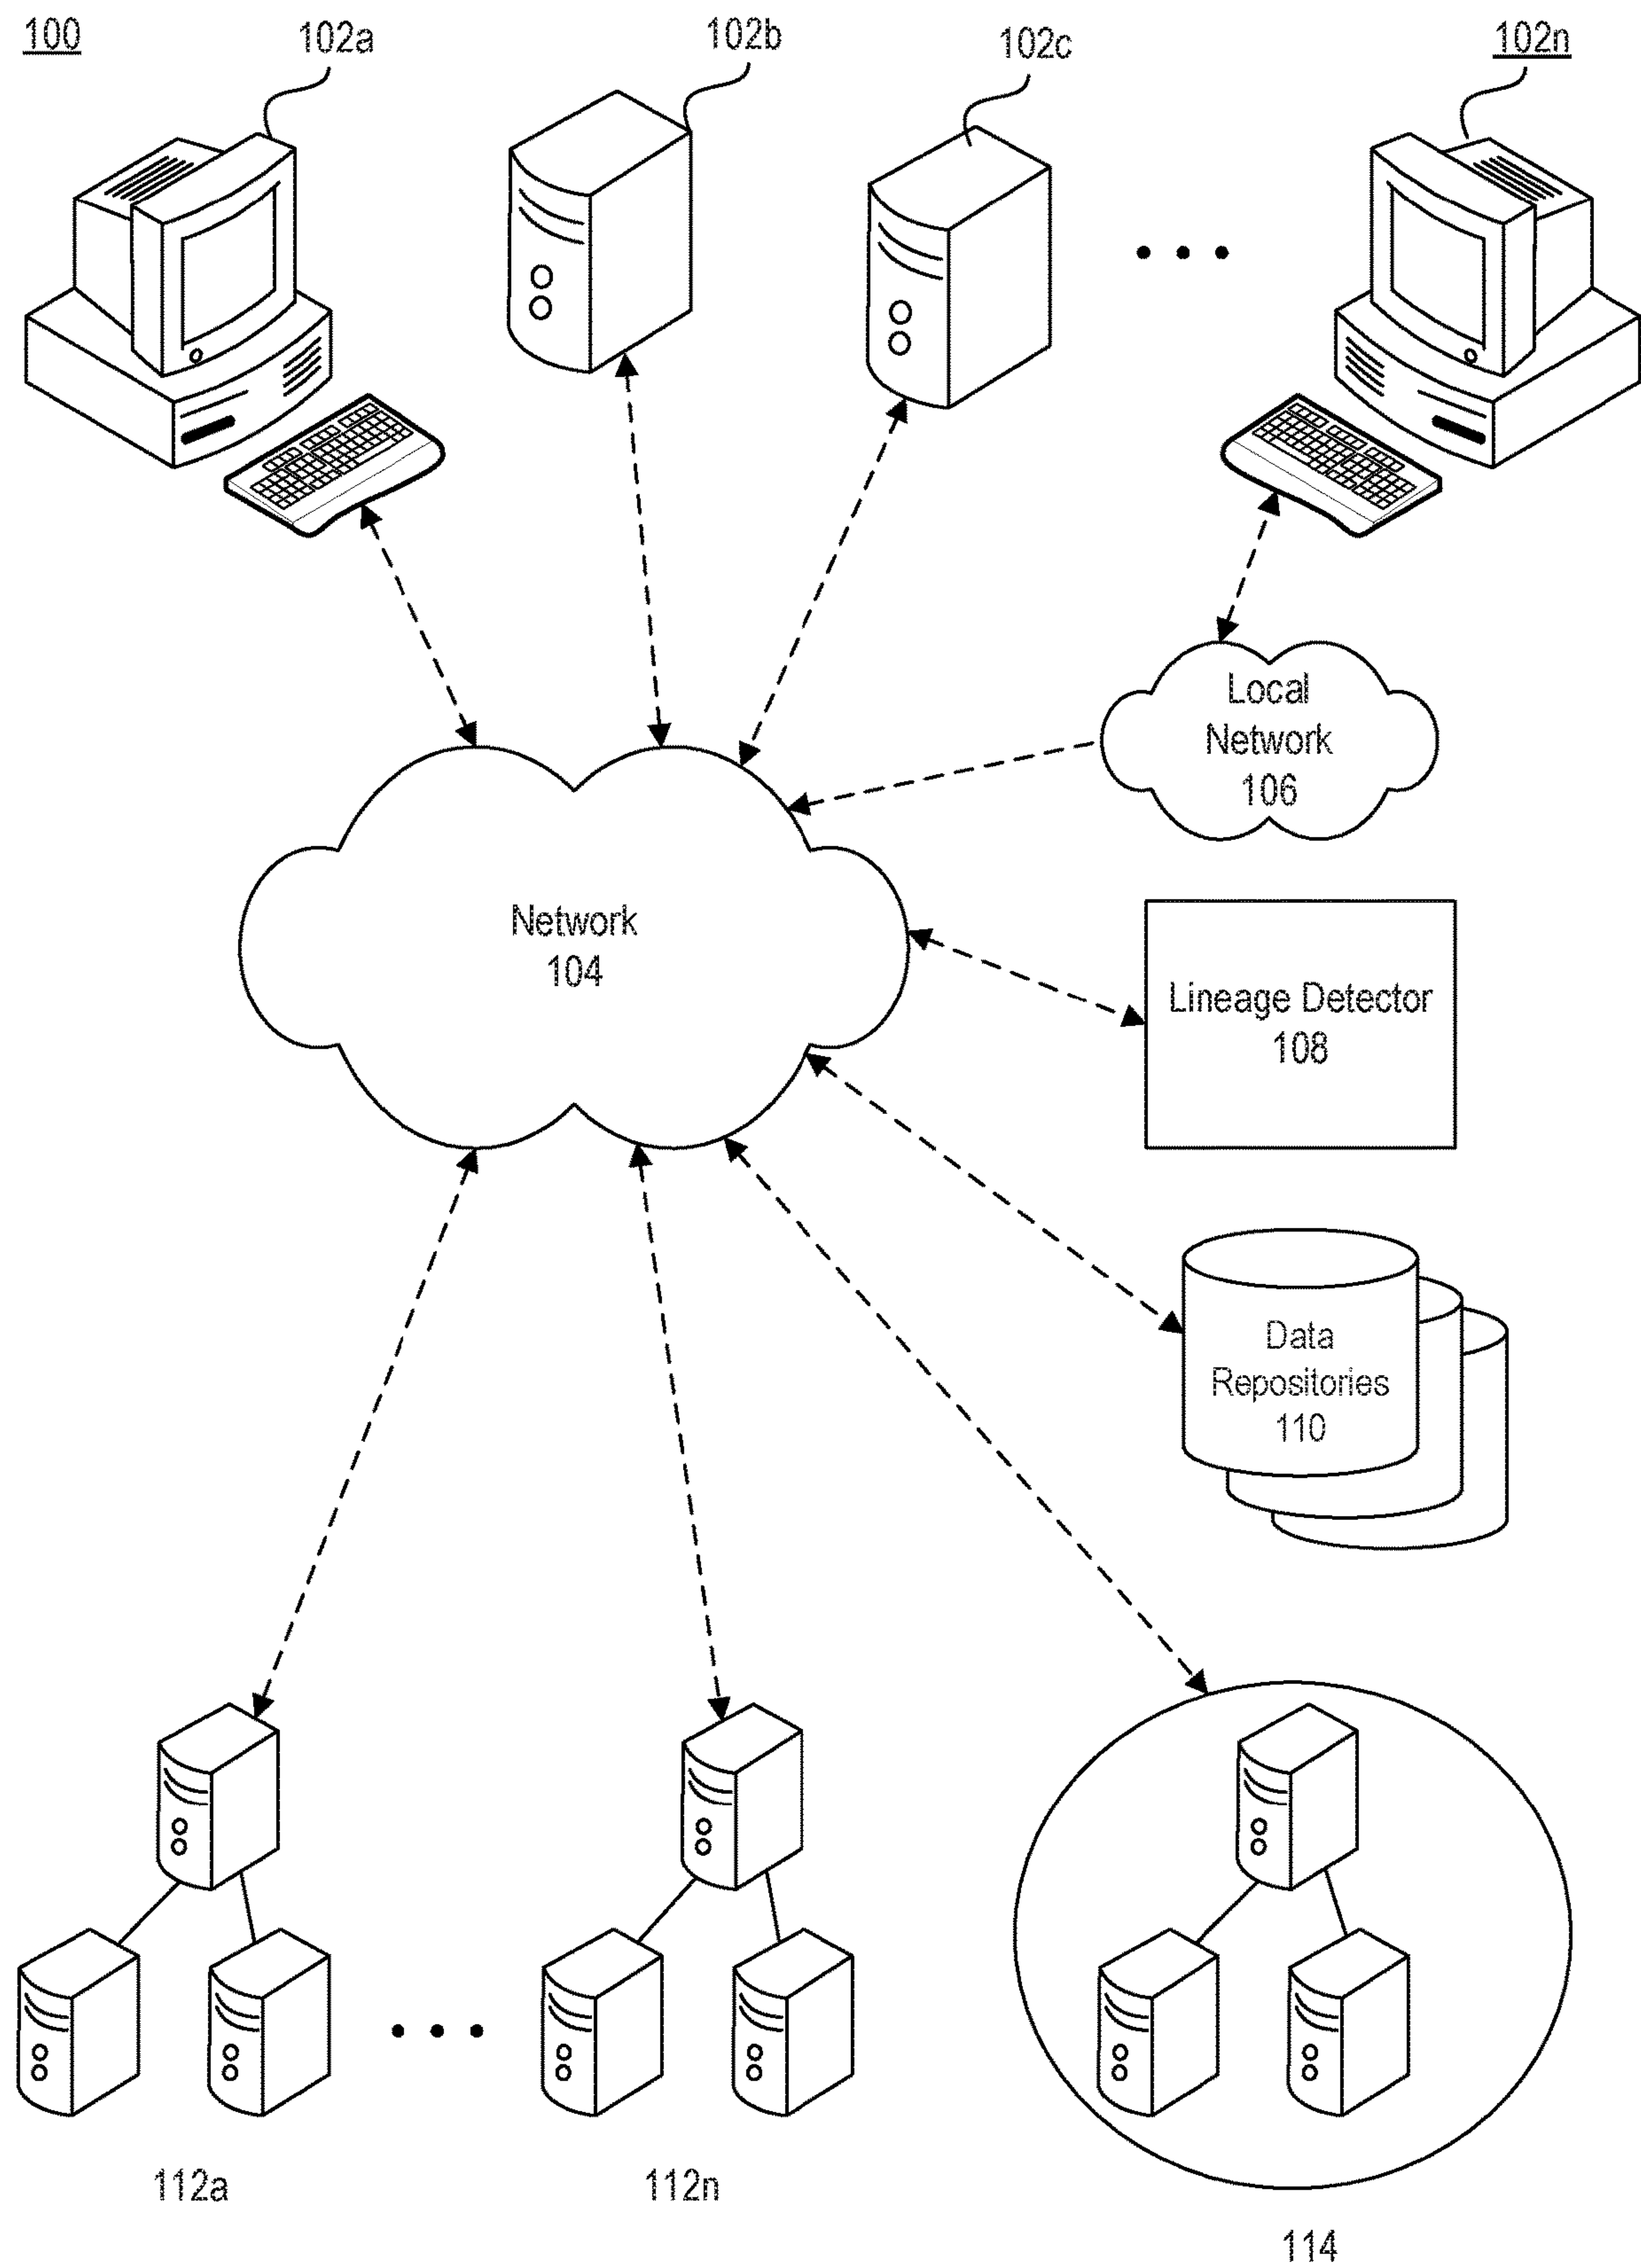 100
102a
102b
102c
102n
Local
Network
106
Network
104
Lineage Detector
108
Data
Repositories
110
112a
112n
114